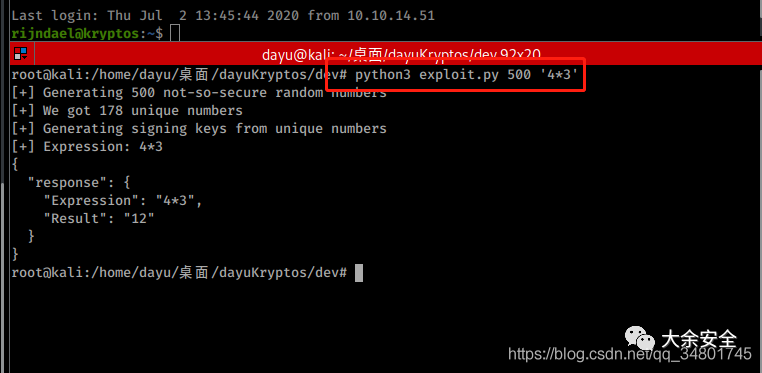 Last login: Thu Jul  2 13:45:44 2020 from 10.10.14.51
rijndael@kryptos:~$
dayu@kali: ~/桌面/dayuKryptos/dev 92x20
root@kali:/home/dayu/桌面/dayuKryptos/dev# python3 exploit.py 500 '4*3'
[+] Generating 500 not-so-secure random numbers
[+] We got 178 unique numbers
[+] Generating signing keys from unique numbers
[+] Expression: 4*3
{
  "response": {
    "Expression": "4*3",
    "Result": "12"
  }
}
root@kali:/home/dayu/桌面/dayuKryptos/dev#
大余安全
https://blog.csdn.net/qq_34801745